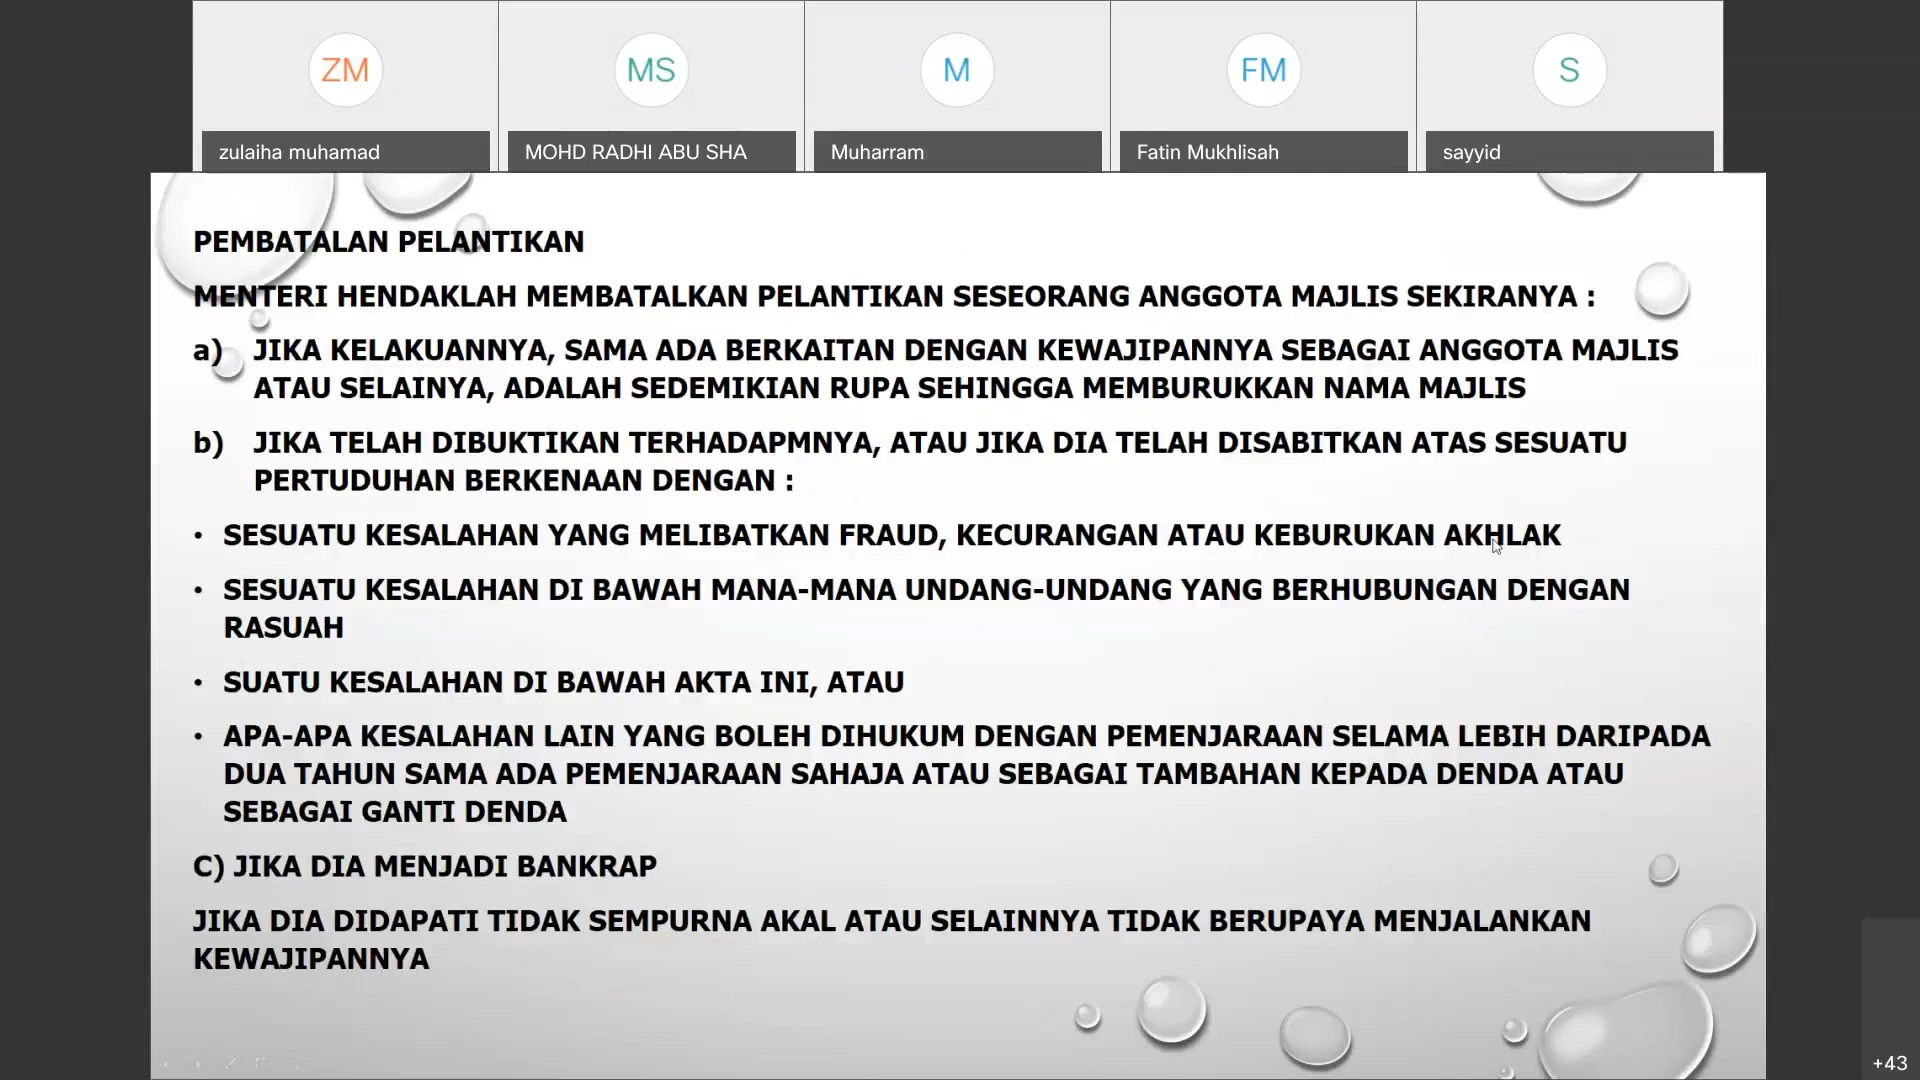 ZM
MS
M
FM
S
zulaiha muhamad
MOHD RADHI ABU SHA
Muharram
Fatin Mukhlisah
sayyid
PEMBATALAN PELANTIKAN
MENTERI HENDAKLAH MEMBATALKAN PELANTIKAN SESEORANG ANGGOTA MAJLIS SEKIRANYA :
a) JIKA KELAKUANNYA, SAMA ADA BERKAITAN DENGAN KEWAJIPANNYA SEBAGAI ANGGOTA MAJLIS
ATAU SELAINYA, ADALAH SEDEMIKIAN RUPA SEHINGGA MEMBURUKKAN NAMA MAJLIS
b) JIKA TELAH DIBUKTIKAN TERHADAPMNYA, ATAU JIKA DIA TELAH DISABITKAN ATAS SESUATU
PERTUDUHAN BERKENAAN DENGAN :
• SESUATU KESALAHAN YANG MELIBATKAN FRAUD, KECURANGAN ATAU KEBURUKAN AKHLAK
• SESUATU KESALAHAN DI BAWAH MANA-MANA UNDANG-UNDANG YANG BERHUBUNGAN DENGAN
RASUAH
• SUATU KESALAHAN DI BAWAH AKTA INI, ATAU
• APA-APA KESALAHAN LAIN YANG BOLEH DIHUKUM DENGAN PEMENJARAAN SELAMA LEBIH DARIPADA
DUA TAHUN SAMA ADA PEMENJARAAN SAHAJA ATAU SEBAGAI TAMBAHAN KEPADA DENDA ATAU
SEBAGAI GANTI DENDA
C) JIKA DIA MENJADI BANKRAP
JIKA DIA DIDAPATI TIDAK SEMPURNA AKAL ATAU SELAINNYA TIDAK BERUPAYA MENJALANKAN
KEWAJIPANNYA
+43